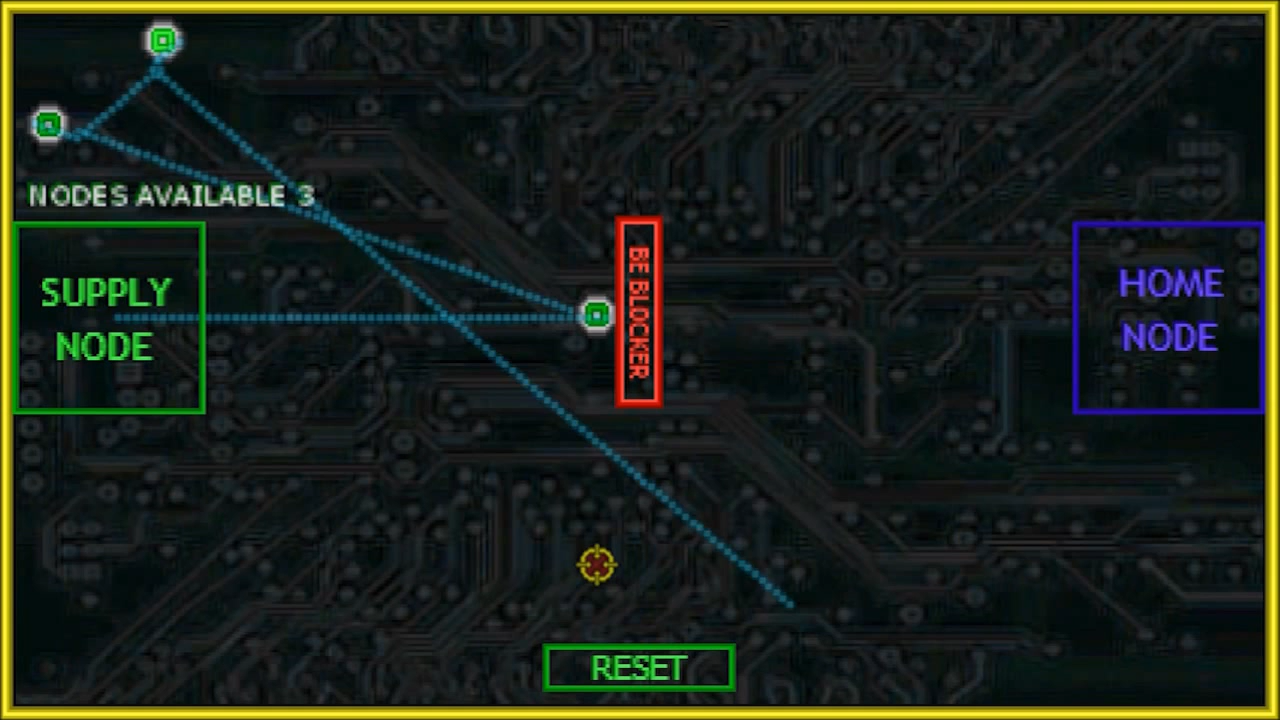 NODES AVAILABLE 3
SUPPLY
NODE
BE BLOCKER
HOME
NODE
RESET